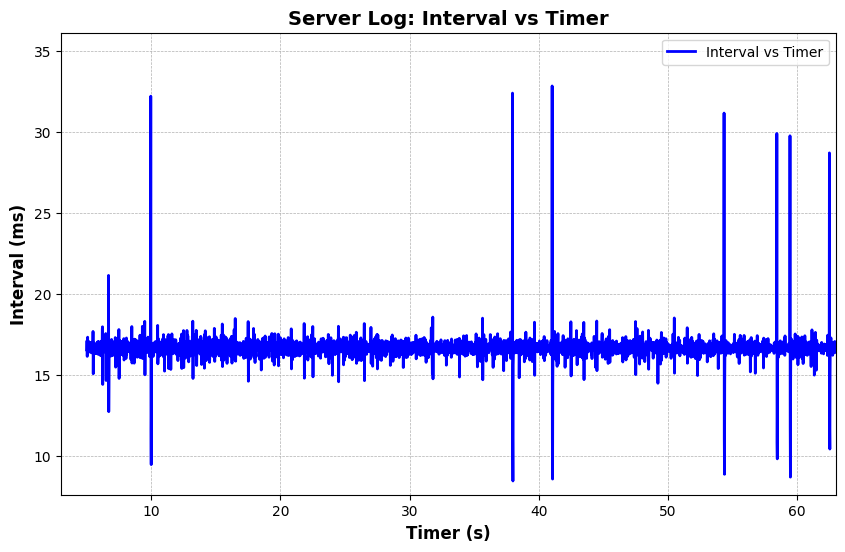 Server Log: Interval vs Timer
Interval vs Timer
35
30
25
20
15
10
Interval (ms)
10 20 30 40 50 60
Timer (s)